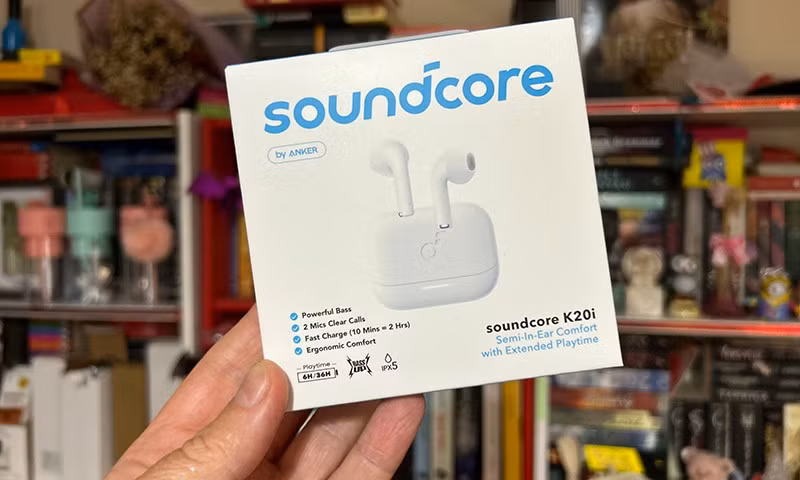 soundcore
by ANKER
Powerful Bass
2 Mics Clear Calls
Fast Charge (10 Mins = 2 Hrs)
Ergonomic Comfort
Playtime
6H/36H
BASS
IPX5
soundcore K20i
Semi-In-Ear Comfort
with Extended Playtime